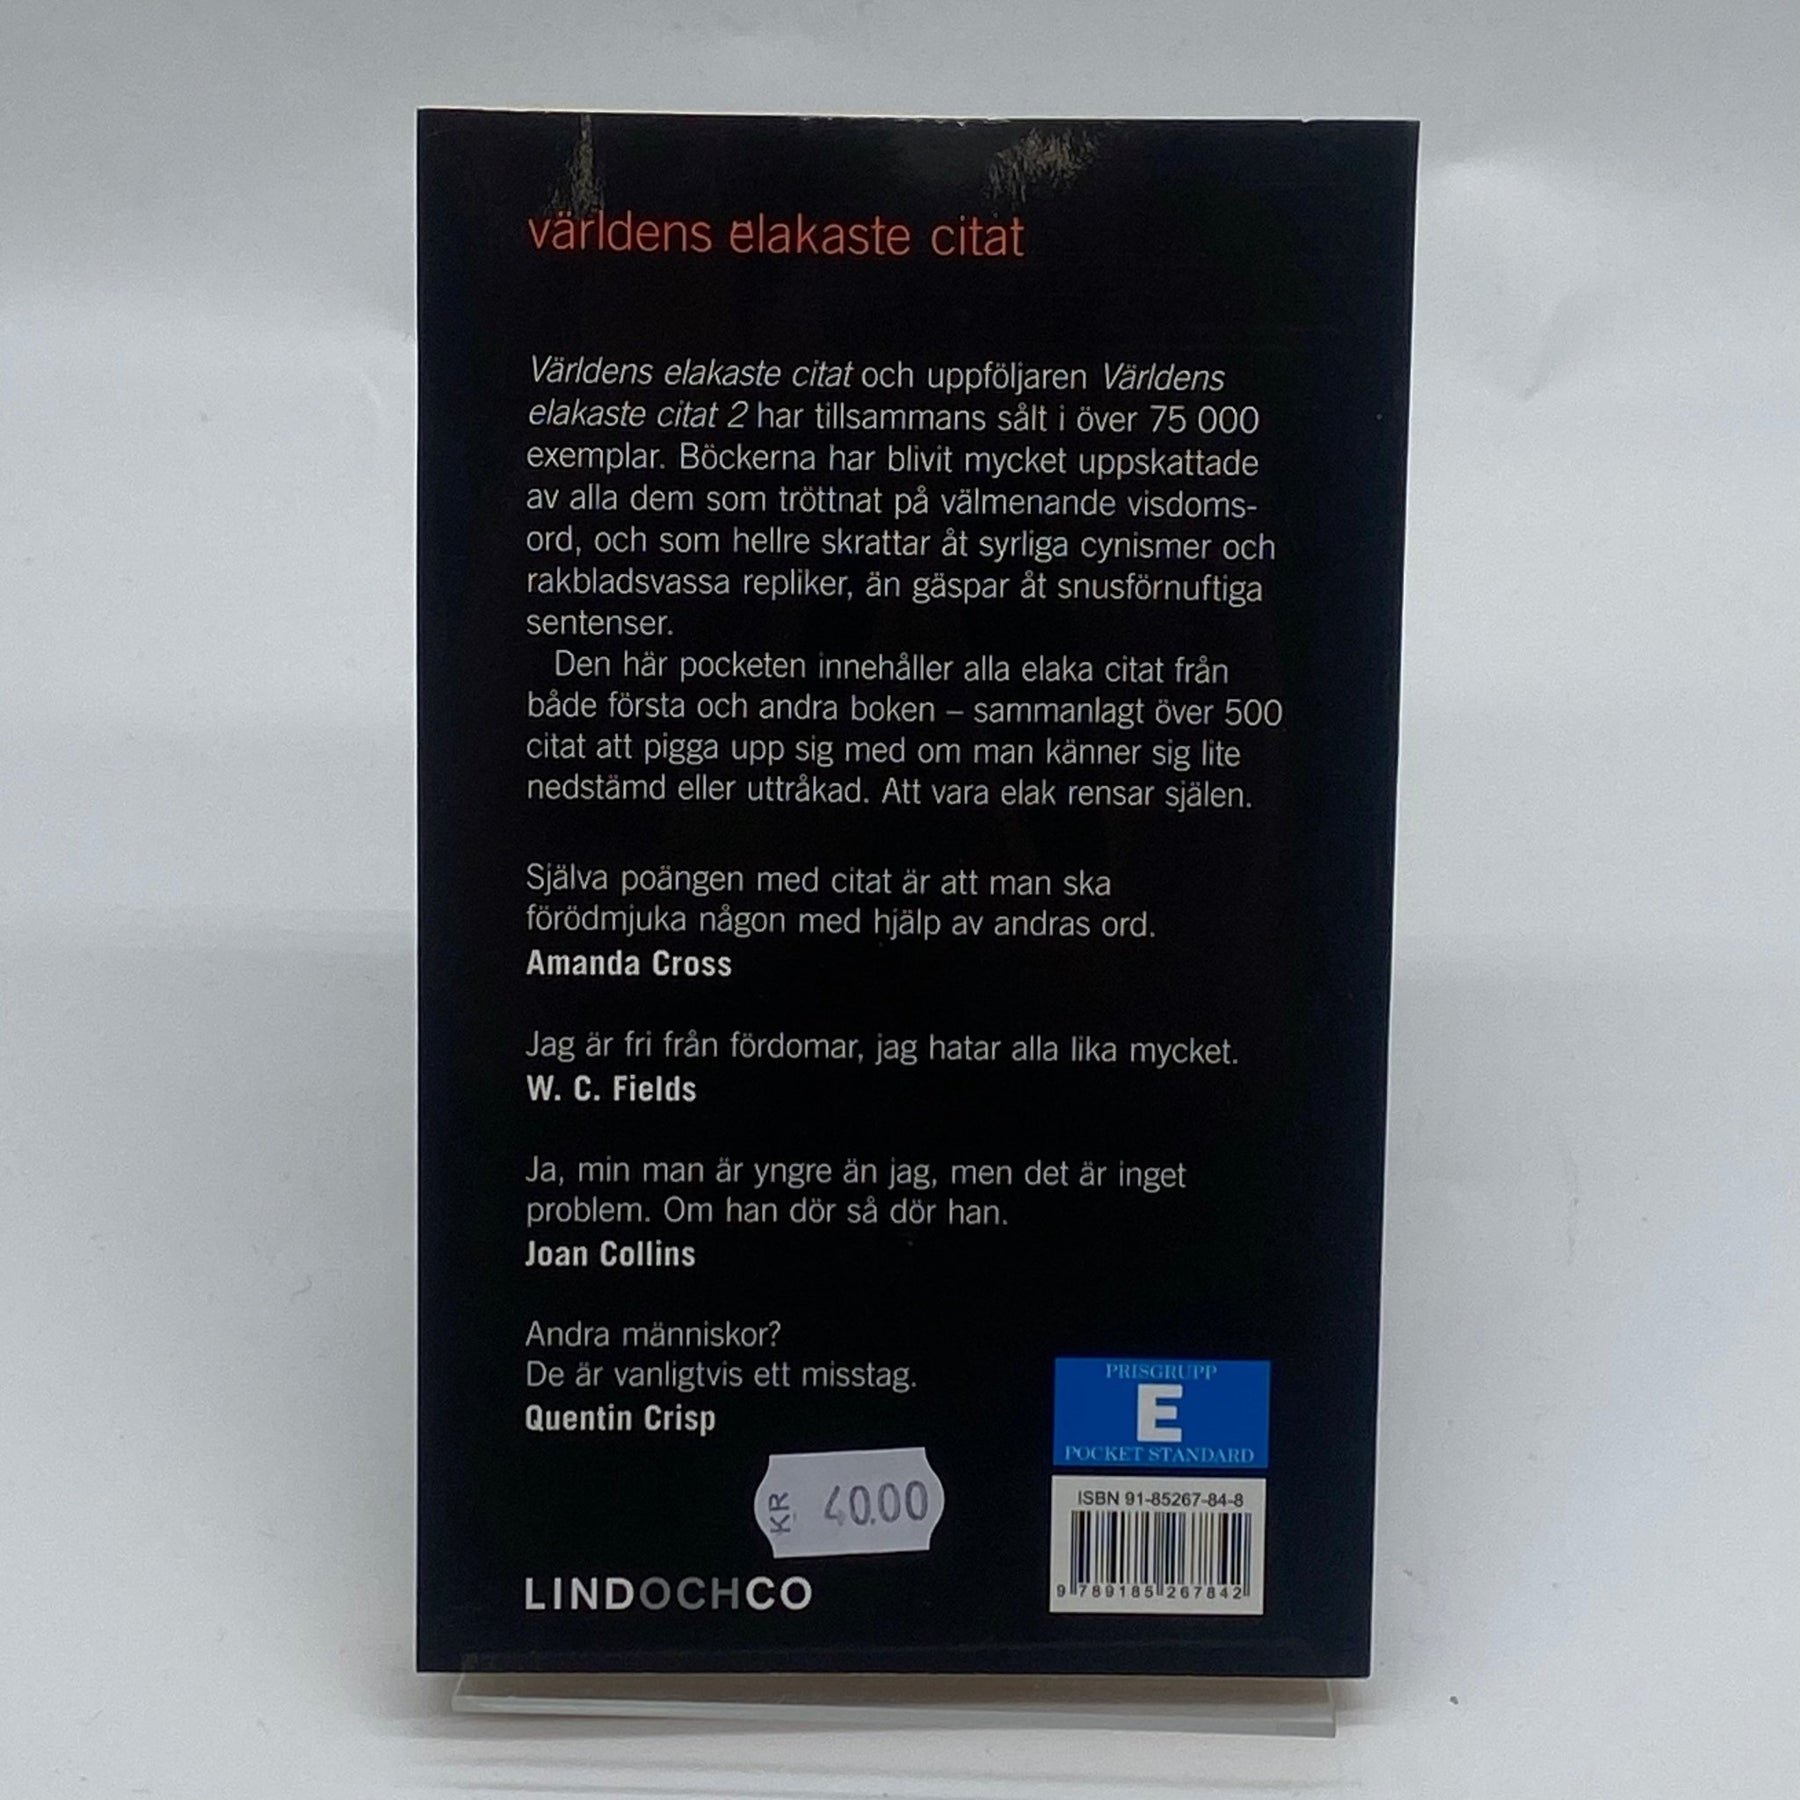 världens elakaste citat
Världens elakaste citat och uppföljaren Världens
elakaste citat 2 har tillsammans sålt i över 75 000
exemplar. Böckerna har blivit mycket uppskattade
av alla dem som tröttnat på välmenande visdoms-
ord, och som hellre skrattar åt syrliga cynismer och
rakbladsvassa repliker, än gäspar åt snusförnuftiga
sentenser.
Den här pocketen innehåller alla elaka citat från
både första och andra boken – sammanlagt över 500
citat att pigga upp sig med om man känner sig lite
nedstämd eller uttråkad. Att vara elak rensar själen.
Själva poängen med citat är att man ska
förödmjuka någon med hjälp av andras ord.
Amanda Cross
Jag är fri från fördomar, jag hatar alla lika mycket.
W. C. Fields
Ja, min man är yngre än jag, men det är inget
problem. Om han dör så dör han.
Joan Collins
Andra människor?
De är vanligtvis ett misstag.
Quentin Crisp
PRISGRUPP
E
POCKET STANDARD
KR 40.00
ISBN 91-85267-84-8
9 789185 267842
LINDOCHCO